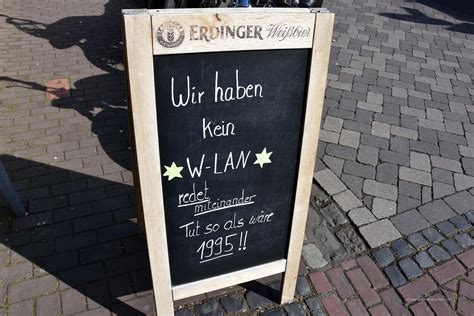 ERDINGER Weißbier
Wir haben
kein
W-LAN
redet
miteinander
Tut so als wäre
1995!!